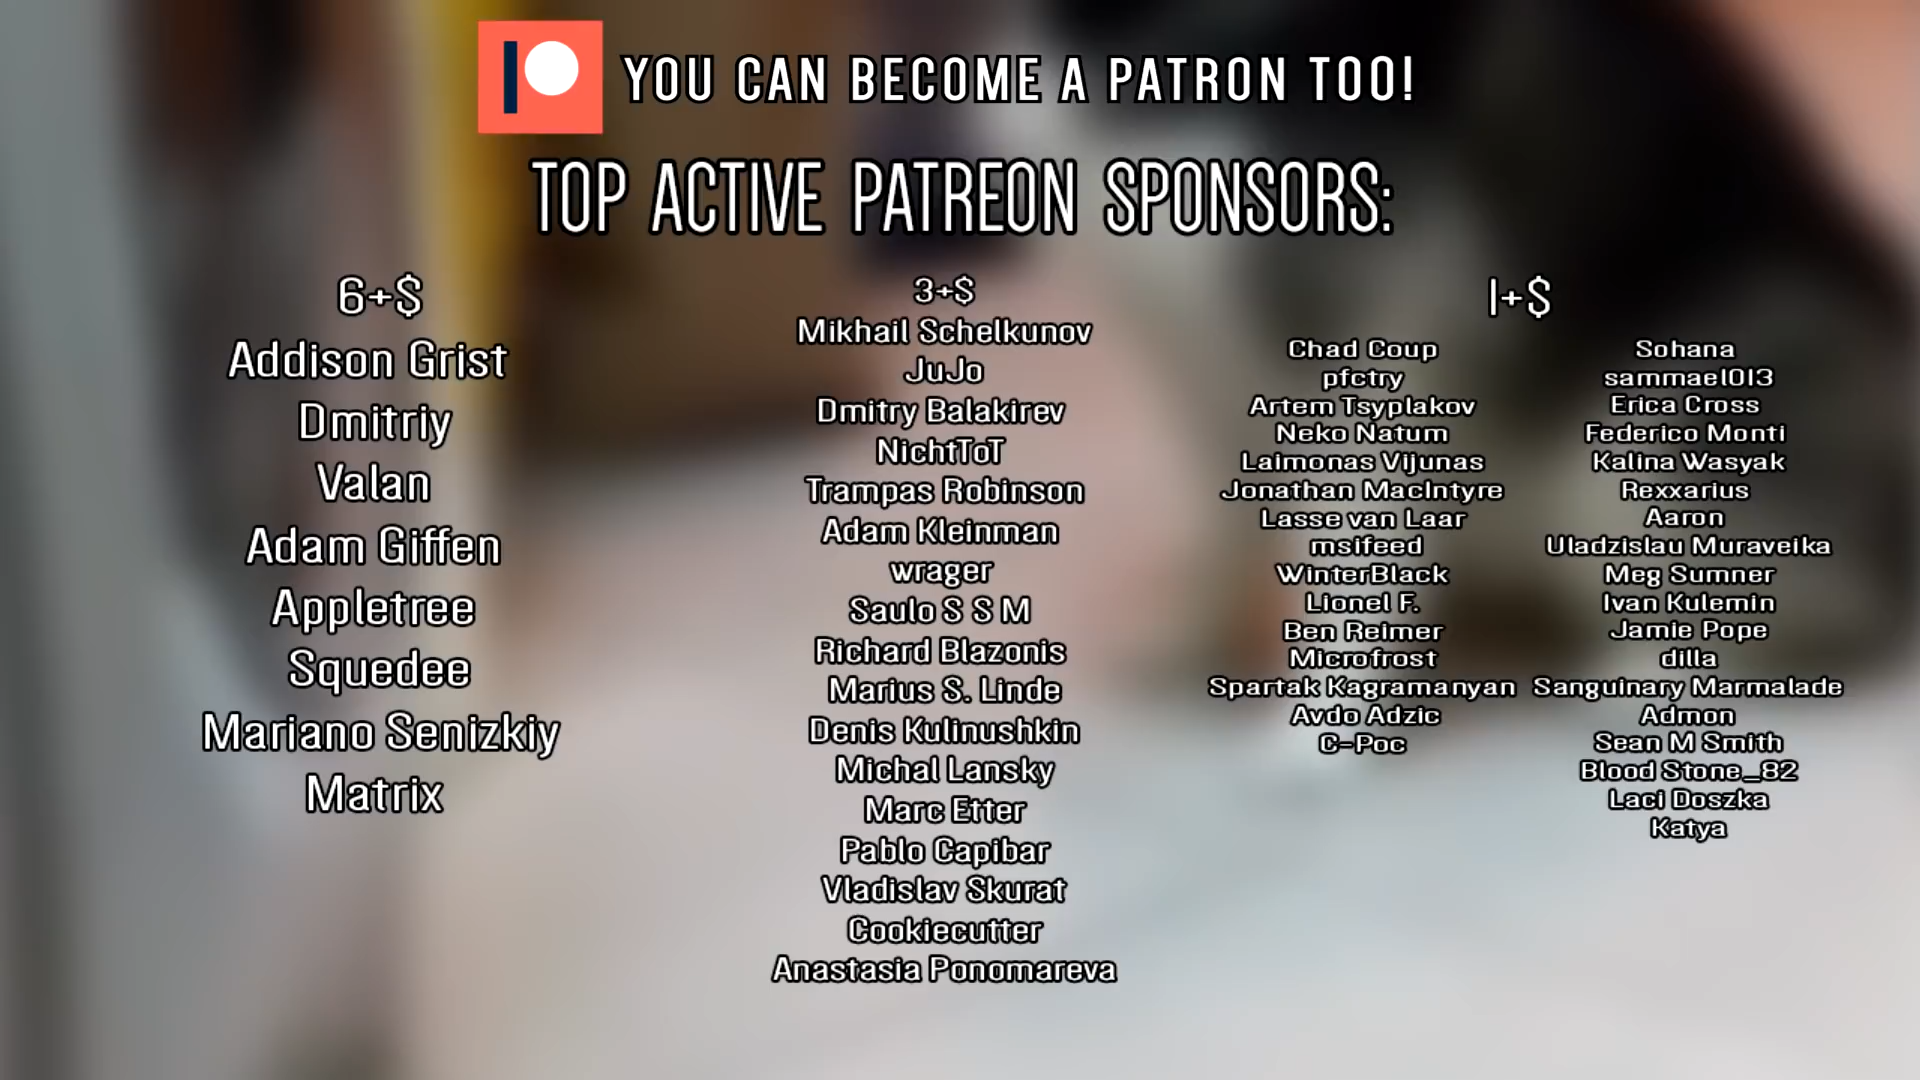 YOU CAN BECOME A PATRON TOO!
TOP ACTIVE PATREON SPONSORS:
6+$
Addison Grist
Dmitriy
Valan
Adam Giffen
Appletree
Squedee
Mariano Senizkiy
Matrix
3+$
Mikhail Schelkunov
JuJo
Dmitry Balakirev
NichtToT
Trampas Robinson
Adam Kleinman
wrager
Saulo S S M
Richard Blazonis
Marius S. Linde
Denis Kulinushkin
Michal Lansky
Marc Etter
Pablo Capibar
Vladislav Skurat
Cookiecutter
Anastasia Ponomareva
1+$
Chad Coup
pfctry
Artem Tsyplakov
Neko Natum
Laimonas Vijunas
Jonathan MacIntyre
Lasse van Laar
msifeed
WinterBlack
Lionel F.
Ben Reimer
Microfrost
Spartak Kagramanyan
Avdo Adzic
C-Poc
Sohana
sammael013
Erica Cross
Federico Monti
Kalina Wasyak
Rexxarius
Aaron
Uladzislau Muraveika
Meg Sumner
Ivan Kulemin
Jamie Pope
dilla
Sanguinary Marmalade
Admon
Sean M Smith
Blood Stone_82
Laci Doszka
Katya